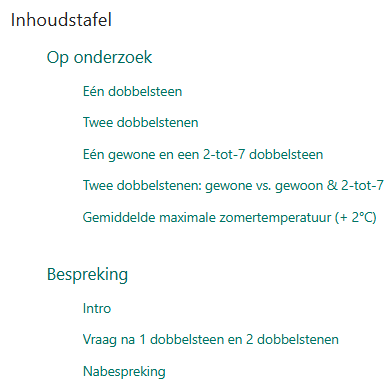 Inhoudstafel
Op onderzoek
Eén dobbelsteen
Twee dobbelstenen
Eén gewone en een 2-tot-7 dobbelsteen
Twee dobbelstenen: gewone vs. gewoon & 2-tot-7
Gemiddelde maximale zomertemperatuur (+ 2°C)
Bespreking
Intro
Vraag na 1 dobbelsteen en 2 dobbelstenen
Nabespreking